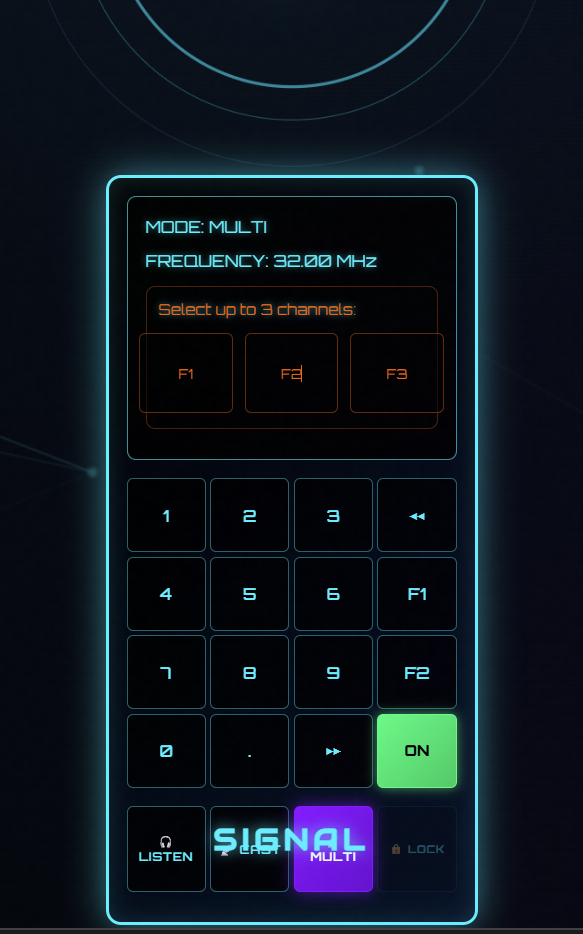 MODE: MULTI
FREQUENCY: 32.00 MHz
Select up to 3 channels:
F1 F2 F3
1 2 3 ◂◂
4 5 6 F1
7 8 9 F2
0 . ▸▸ ON
SIGNAL
🎧 LISTEN CAST MULTI 🔒 LOCK